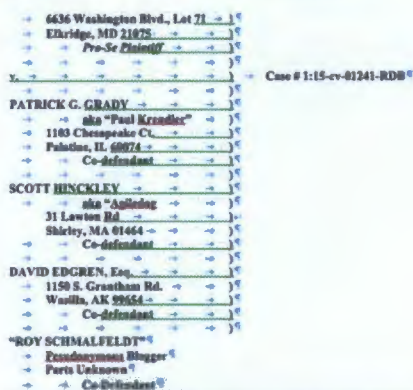 6636 Washington Blvd., Lot 71 )
Elkridge, MD 21075 )
Pro-Se Plaintiff )
)
v. ) Case # 1:15-cv-01241-RDB
)
PATRICK G. GRADY )
aka "Paul Krendler" )
1103 Chesapeake Ct. )
Palatine, IL 60074 )
Co-defendant )
)
SCOTT HINCKLEY )
aka "Agiledog )
31 Lawton Rd )
Shirley, MA 01464 )
Co-defendant )
)
DAVID EDGREN, Esq. )
1150 S. Grantham Rd. )
Wasilla, AK 99654 )
Co-defendant )
)
"ROY SCHMALFELDT"
Pseudonymous Blogger
Parts Unknown
Co-Defendant